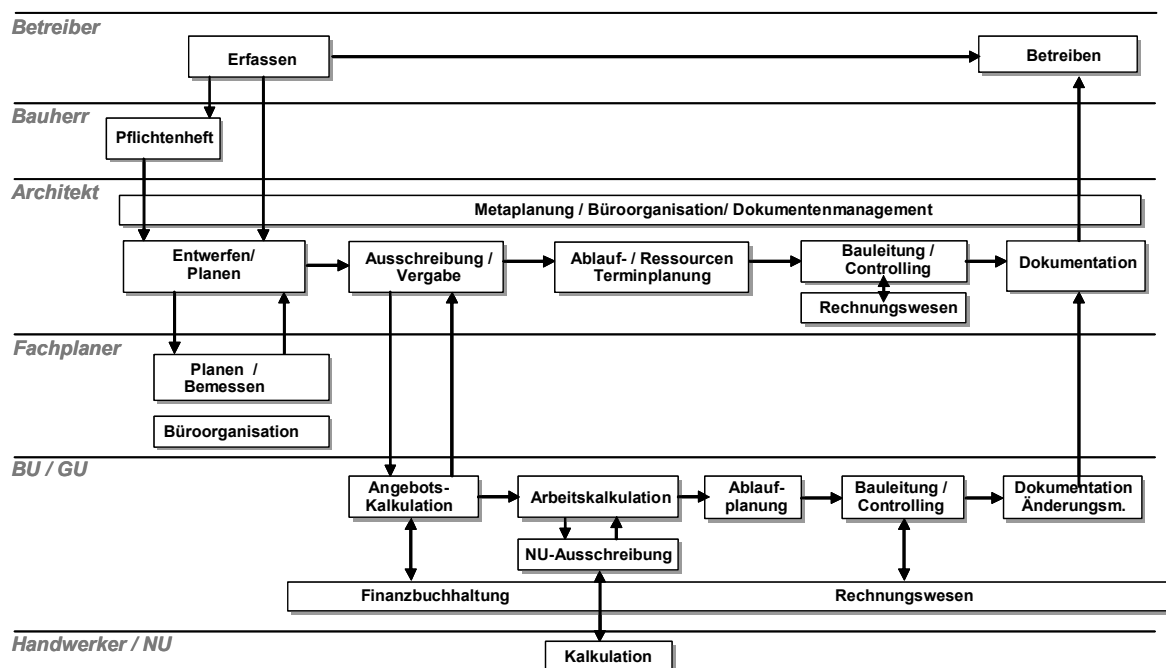 Betreiber
Erfassen
Betreiben
Bauherr
Pflichtenheft
Architekt
Metaplanung / Büroorganisation/ Dokumentenmanagement
Entwerfen/
Planen
Ausschreibung /
Vergabe
Ablauf- / Ressourcen
Terminplanung
Bauleitung /
Controlling
Dokumentation
Rechnungswesen
Fachplaner
Planen /
Bemessen
Büroorganisation
BU / GU
Angebots-
Kalkulation
Arbeitskalkulation
Ablauf-
planung
Bauleitung /
Controlling
Dokumentation
Änderungsm.
NU-Ausschreibung
Finanzbuchhaltung
Rechnungswesen
Handwerker / NU
Kalkulation